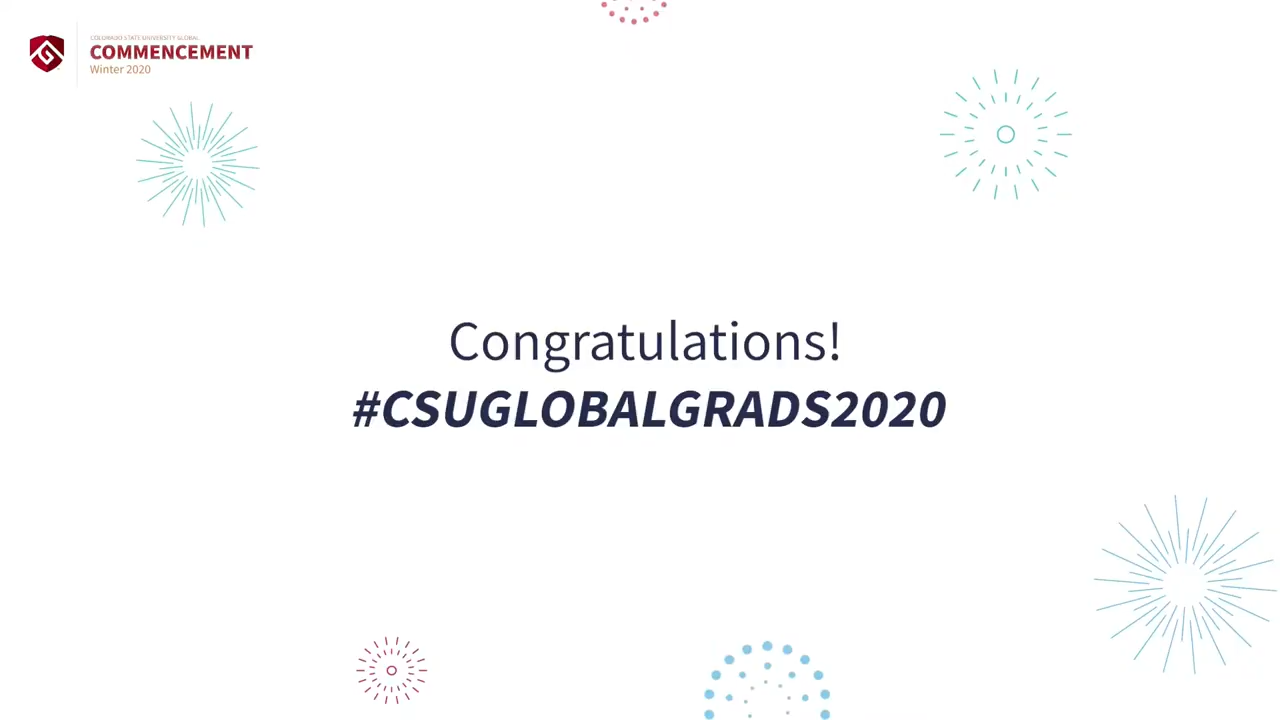 COLORADO STATE UNIVERSITY GLOBAL
COMMENCEMENT
Winter 2020
Congratulations!
#CSUGLOBALGRADS2020